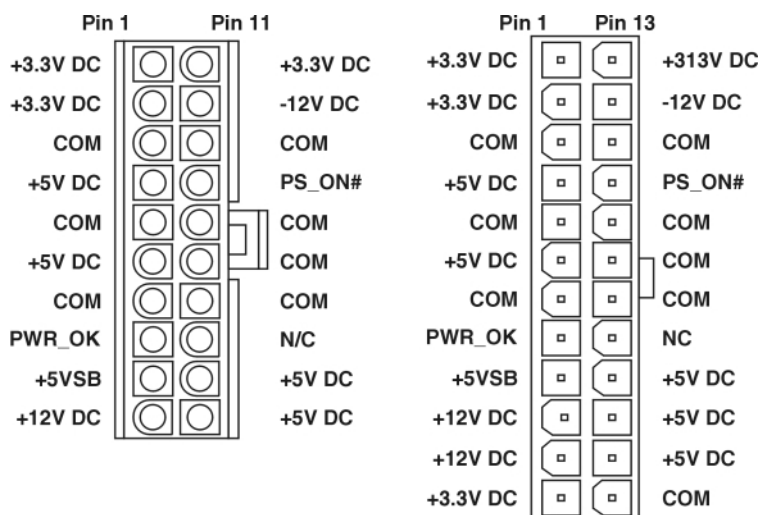 Pin 1 Pin 11
+3.3V DC +3.3V DC
+3.3V DC -12V DC
COM COM
+5V DC PS_ON#
COM COM
+5V DC COM
COM COM
PWR_OK N/C
+5VSB +5V DC
+12V DC +5V DC
Pin 1 Pin 13
+3.3V DC +313V DC
+3.3V DC -12V DC
COM COM
+5V DC PS_ON#
COM COM
+5V DC COM
COM COM
PWR_OK NC
+5VSB +5V DC
+12V DC +5V DC
+12V DC +5V DC
+3.3V DC COM